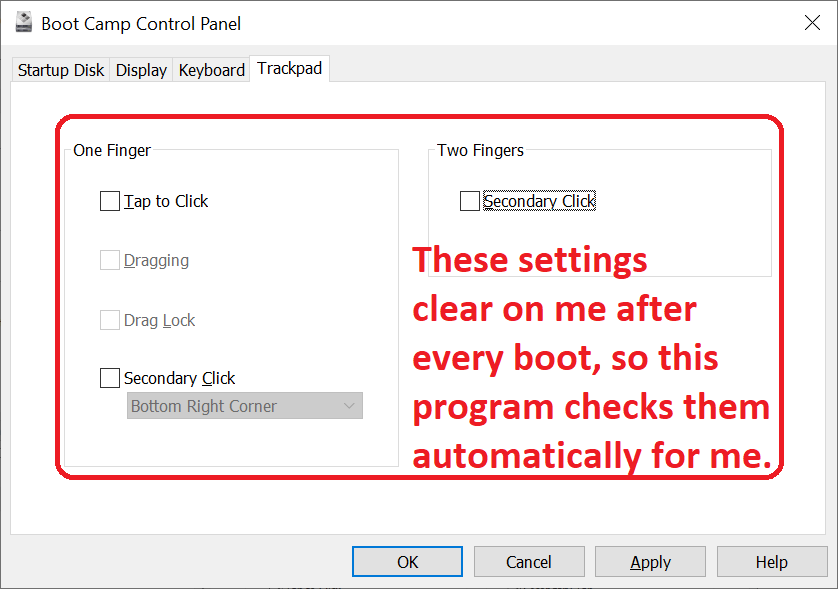 Boot Camp Control Panel
Startup Disk Display Keyboard Trackpad
One Finger
Tap to Click
Dragging
Drag Lock
Secondary Click
Bottom Right Corner
Two Fingers
Secondary Click
These settings
clear on me after
every boot, so this
program checks them
automatically for me.
OK Cancel Apply Help